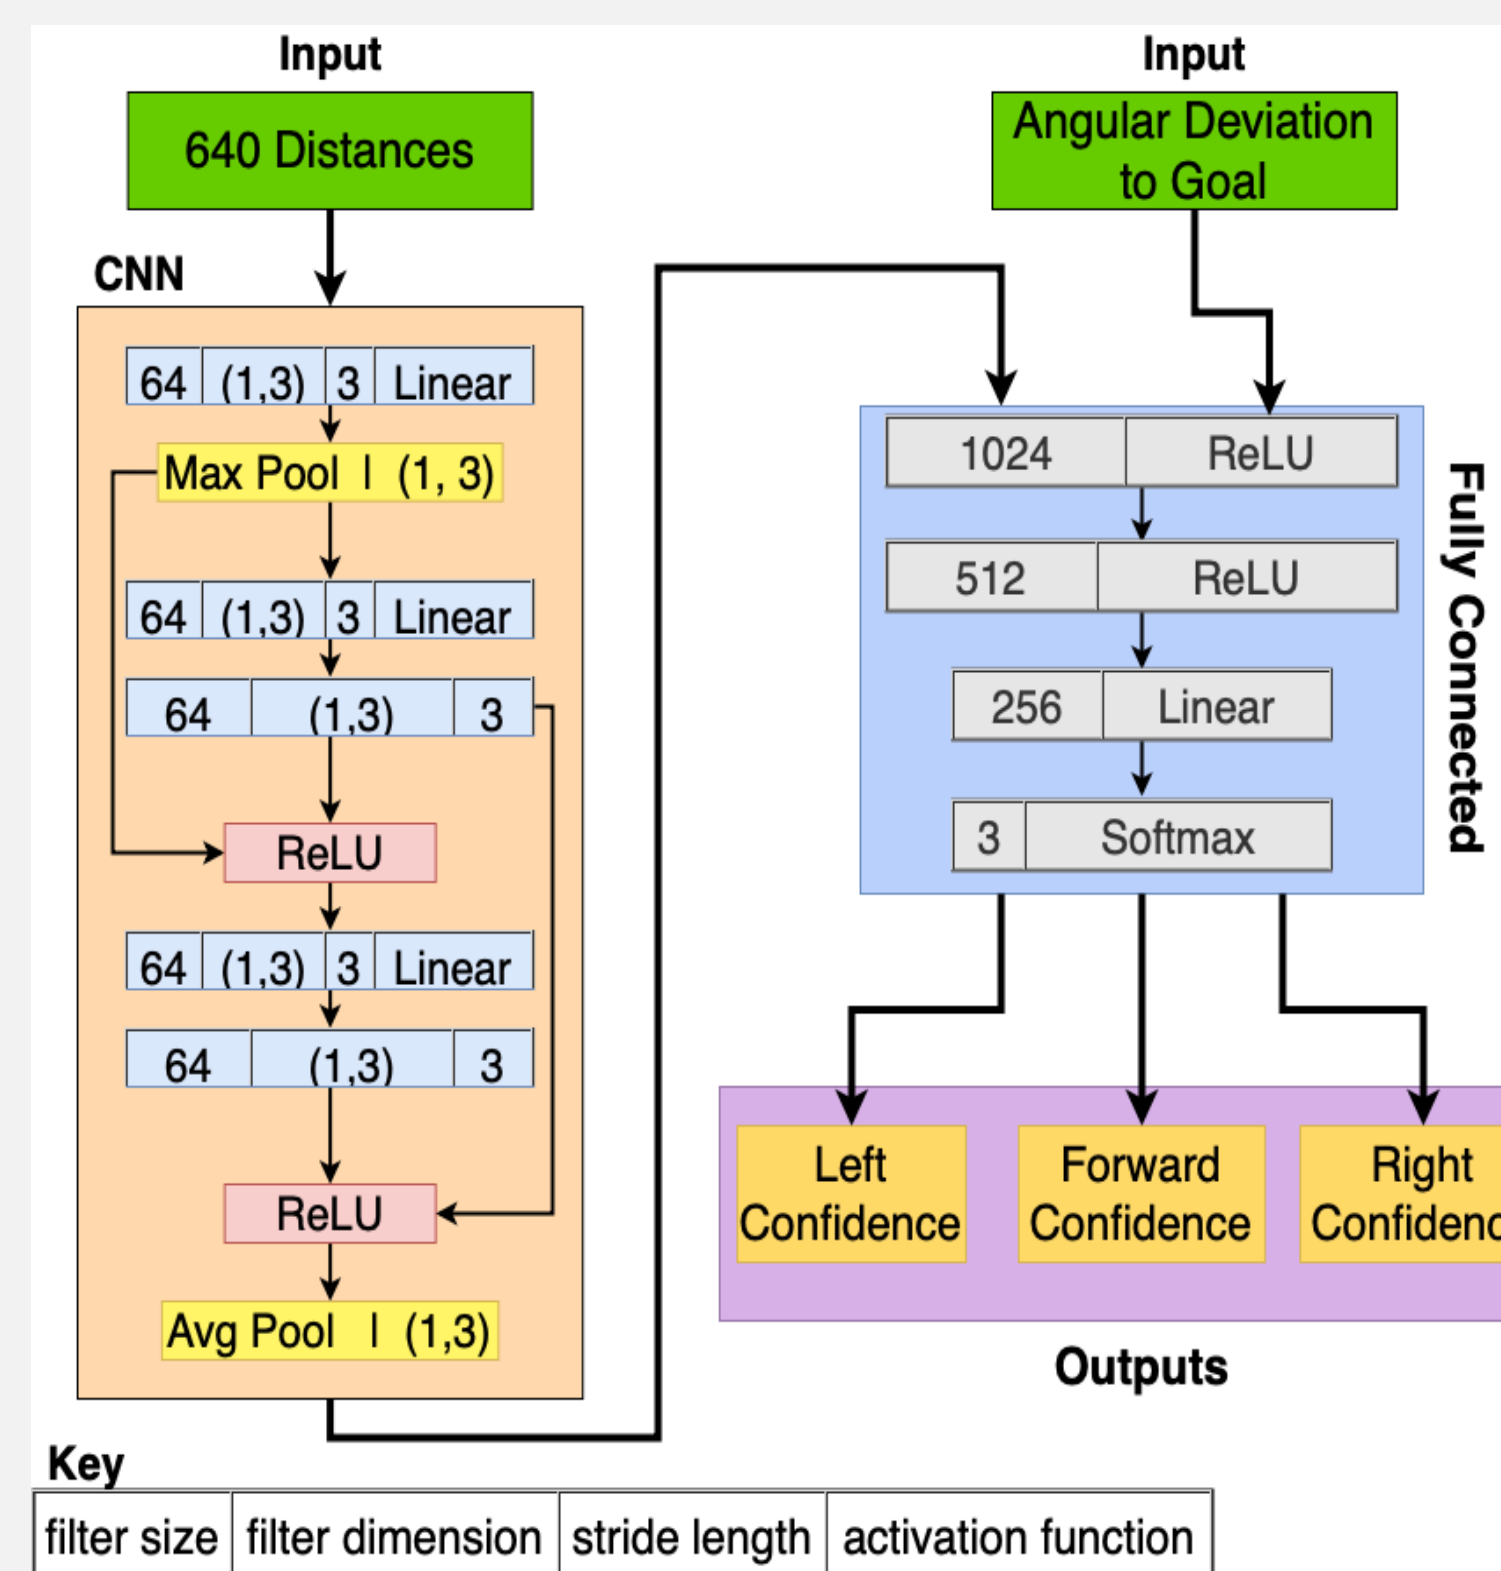 Input
640 Distances
CNN
64 (1,3) 3 Linear
Max Pool | (1, 3)
64 (1,3) 3 Linear
64 (1,3) 3
ReLU
64 (1,3) 3 Linear
64 (1,3) 3
ReLU
Avg Pool | (1,3)
Input
Angular Deviation
to Goal
1024 ReLU
512 ReLU
256 Linear
3 Softmax
Fully Connected
Left
Confidence
Forward
Confidence
Right
Confidenc
Outputs
Key
filter size filter dimension stride length activation function